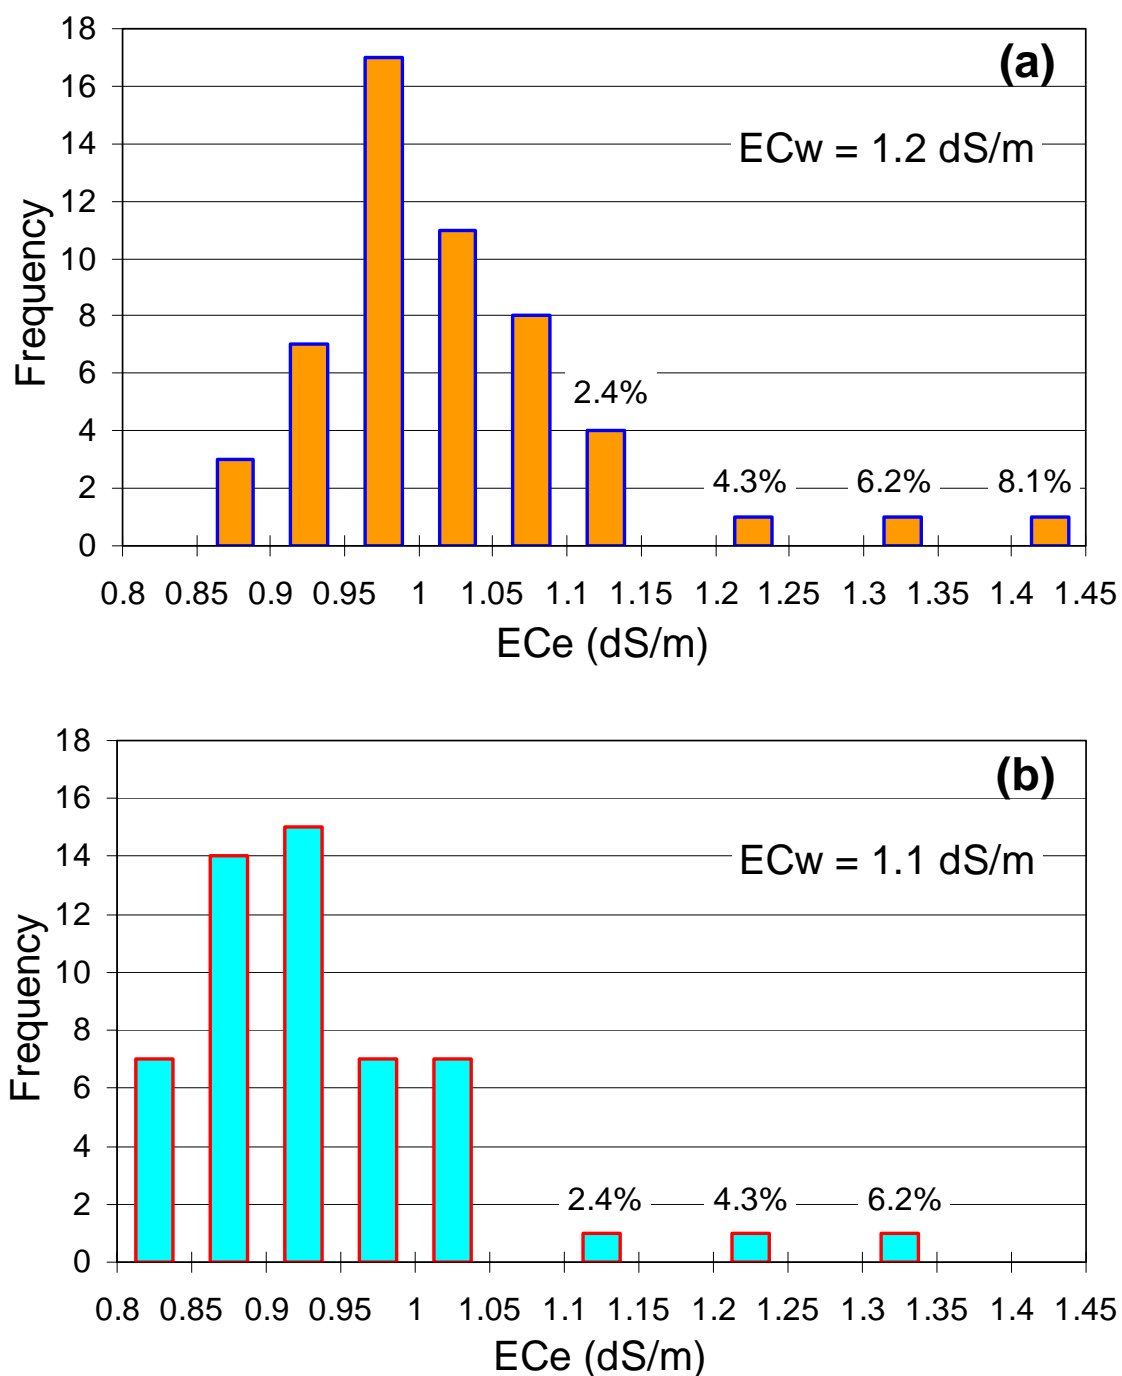 18
(a)
16
14
ECw = 1.2 dS/m
12
10
8
6
2.4%
4
4.3% 6.2% 8.1%
2
0
Frequency
0.8 0.85 0.9 0.95 1 1.05 1.1 1.15 1.2 1.25 1.3 1.35 1.4 1.45
ECe (dS/m)
18
(b)
16
14
ECw = 1.1 dS/m
12
10
8
6
4
2.4% 4.3% 6.2%
2
0
Frequency
0.8 0.85 0.9 0.95 1 1.05 1.1 1.15 1.2 1.25 1.3 1.35 1.4 1.45
ECe (dS/m)